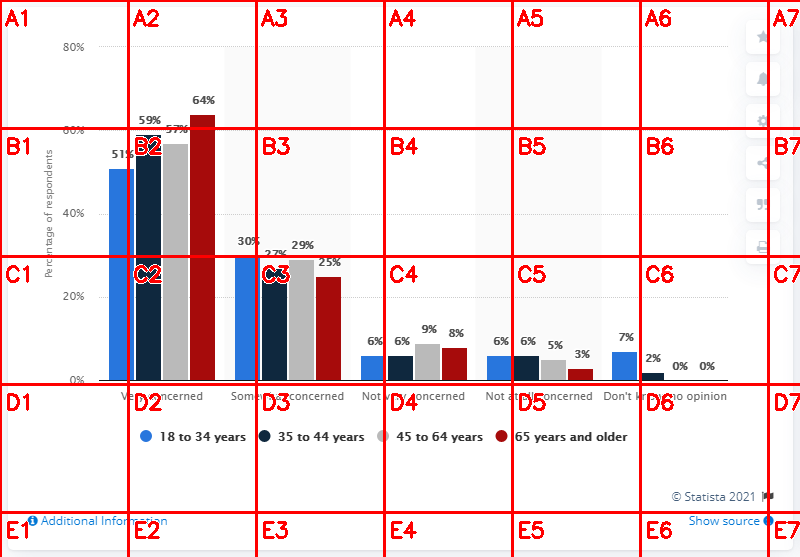 A1 A2 A3 A4 A5 A6 A7
80%
64%
59%
57%
60%
B1 B2 B3 B4 B5 B6 B7
51%
Percentage of respondents
40%
30% 27% 29% 25%
C1 C2 C3 C4 C5 C6 C7
20%
6% 6% 9% 8% 6% 6% 5% 3% 7% 2% 0% 0%
0%
Very concerned Somewhat concerned Not very concerned Not at all concerned Don't know/no opinion
D1 D2 D3 D4 D5 D6 D7
18 to 34 years 35 to 44 years 45 to 64 years 65 years and older
© Statista 2021
Additional Information Show source
E1 E2 E3 E4 E5 E6 E7